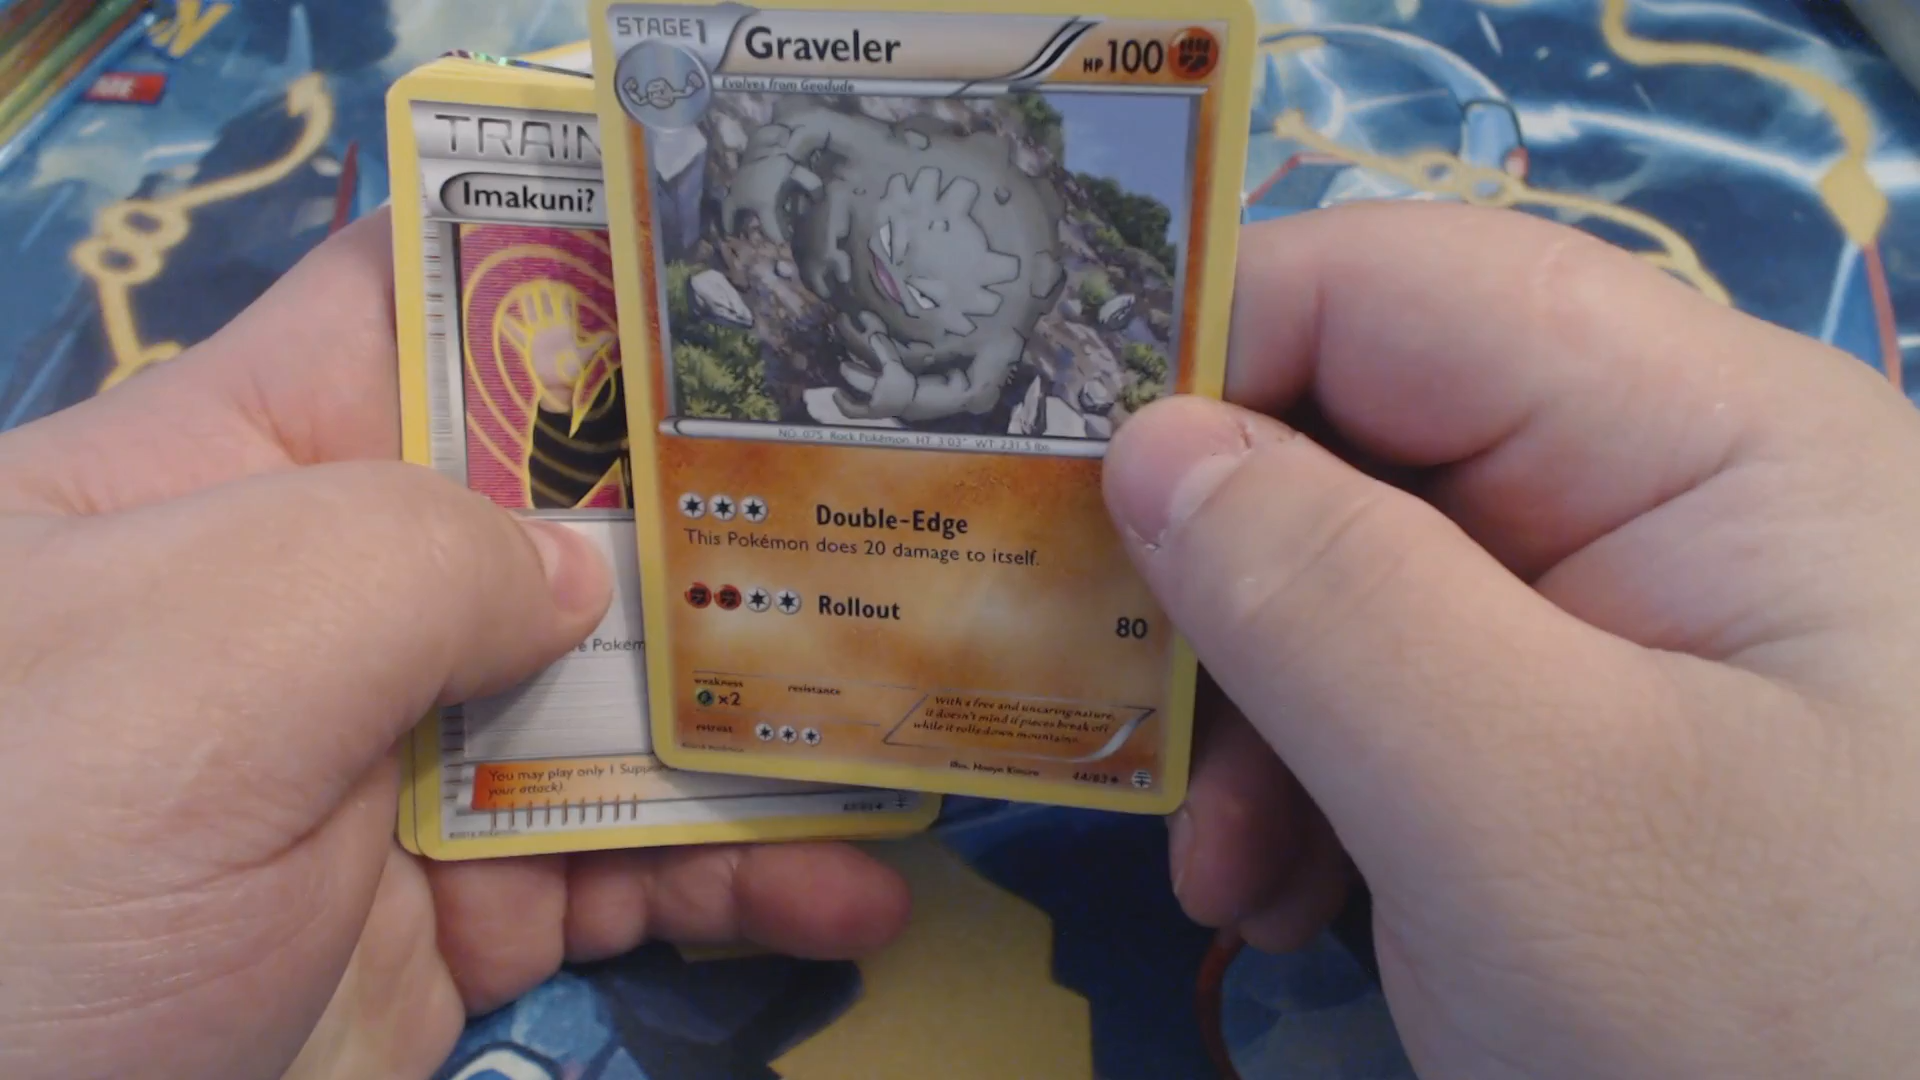 STAGE1
Graveler
HP100
Evolves from Geodude
TRAIN
Imakuni?
NO. 075 Rock Pokémon. HT. 3'03" WT. 231.5 lbs.
Double-Edge
This Pokémon does 20 damage to itself.
Rollout
80
e Pokém
weakness
resistance
x2
retreat
With a free and uncaring nature,
it doesn't mind if pieces break off
while it rolls down mountains.
Illus. Naoyo Kimura
44/83
You may play only 1 Suppor
your attack).